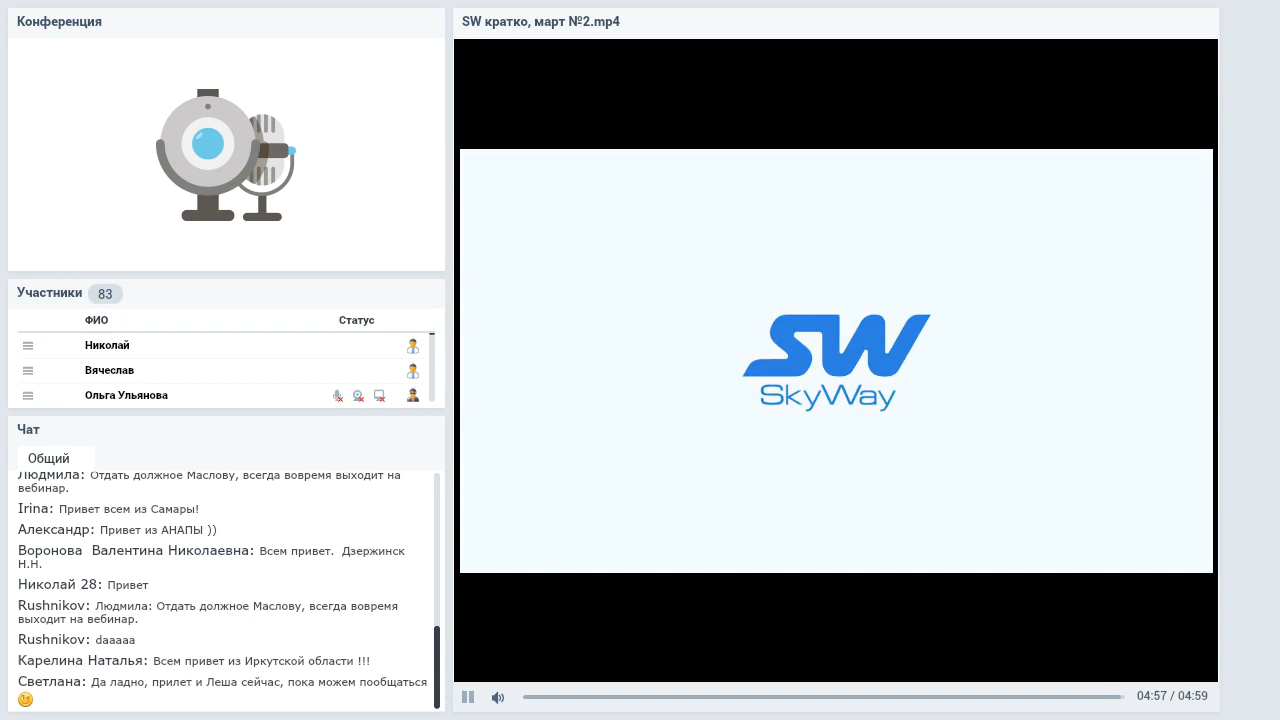 Конференция
SW кратко, март №2.mp4
SW
SkyWay
Участники 83
ФИО Статус
Николай
Вячеслав
Ольга Ульянова
Чат
Общий
Людмила: Отдать должное Маслову, всегда вовремя выходит на
вебинар.
Irina: Привет всем из Самары!
Александр: Привет из АНАПЫ ))
Воронова Валентина Николаевна: Всем привет. Дзержинск
Н.Н.
Николай 28: Привет
Rushnikov: Людмила: Отдать должное Маслову, всегда вовремя
выходит на вебинар.
Rushnikov: daaaaa
Карелина Наталья: Всем привет из Иркутской области !!!
Светлана: Да ладно, прилет и Леша сейчас, пока можем пообщаться
04:57 / 04:59